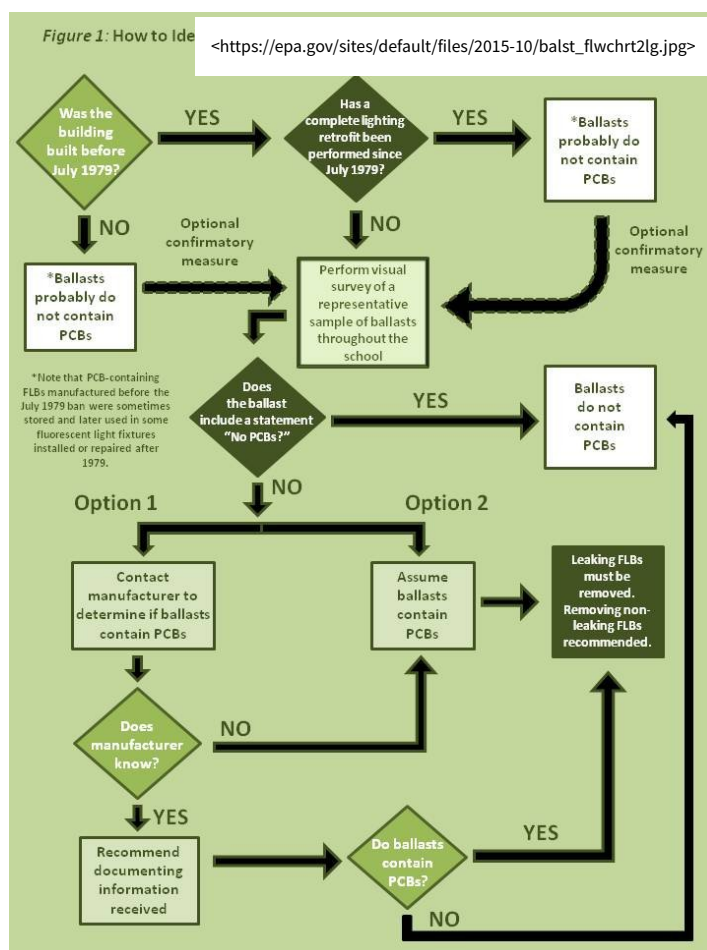 Figure 1: How to Ide
<https://epa.gov/sites/default/files/2015-10/balst_flwchrt2lg.jpg>
Was the
building
built before
July 1979?
YES
Has a
complete lighting
retrofit been
performed since
July 1979?
YES
*Ballasts
probably do
not contain
PCBs
NO
Optional
confirmatory
measure
NO
Optional
confirmatory
measure
*Ballasts
probably do
not contain
PCBs
Perform visual
survey of a
representative
sample of ballasts
throughout the
school
*Note that PCB-containing
FLBs manufactured before the
July 1979 ban were sometimes
stored and later used in some
fluorescent light fixtures
installed or repaired after
1979.
Does
the ballast
include a statement
"No PCBs?"
YES
Ballasts
do not
contain
PCBs
NO
Option 1
Option 2
Contact
manufacturer to
determine if ballasts
contain PCBs
Assume
ballasts
contain
PCBs
Leaking FLBs
must be
removed.
Removing non-
leaking FLBs
recommended.
Does
manufacturer
know?
NO
YES
Recommend
documenting
information
received
Do ballasts
contain
PCBs?
YES
NO